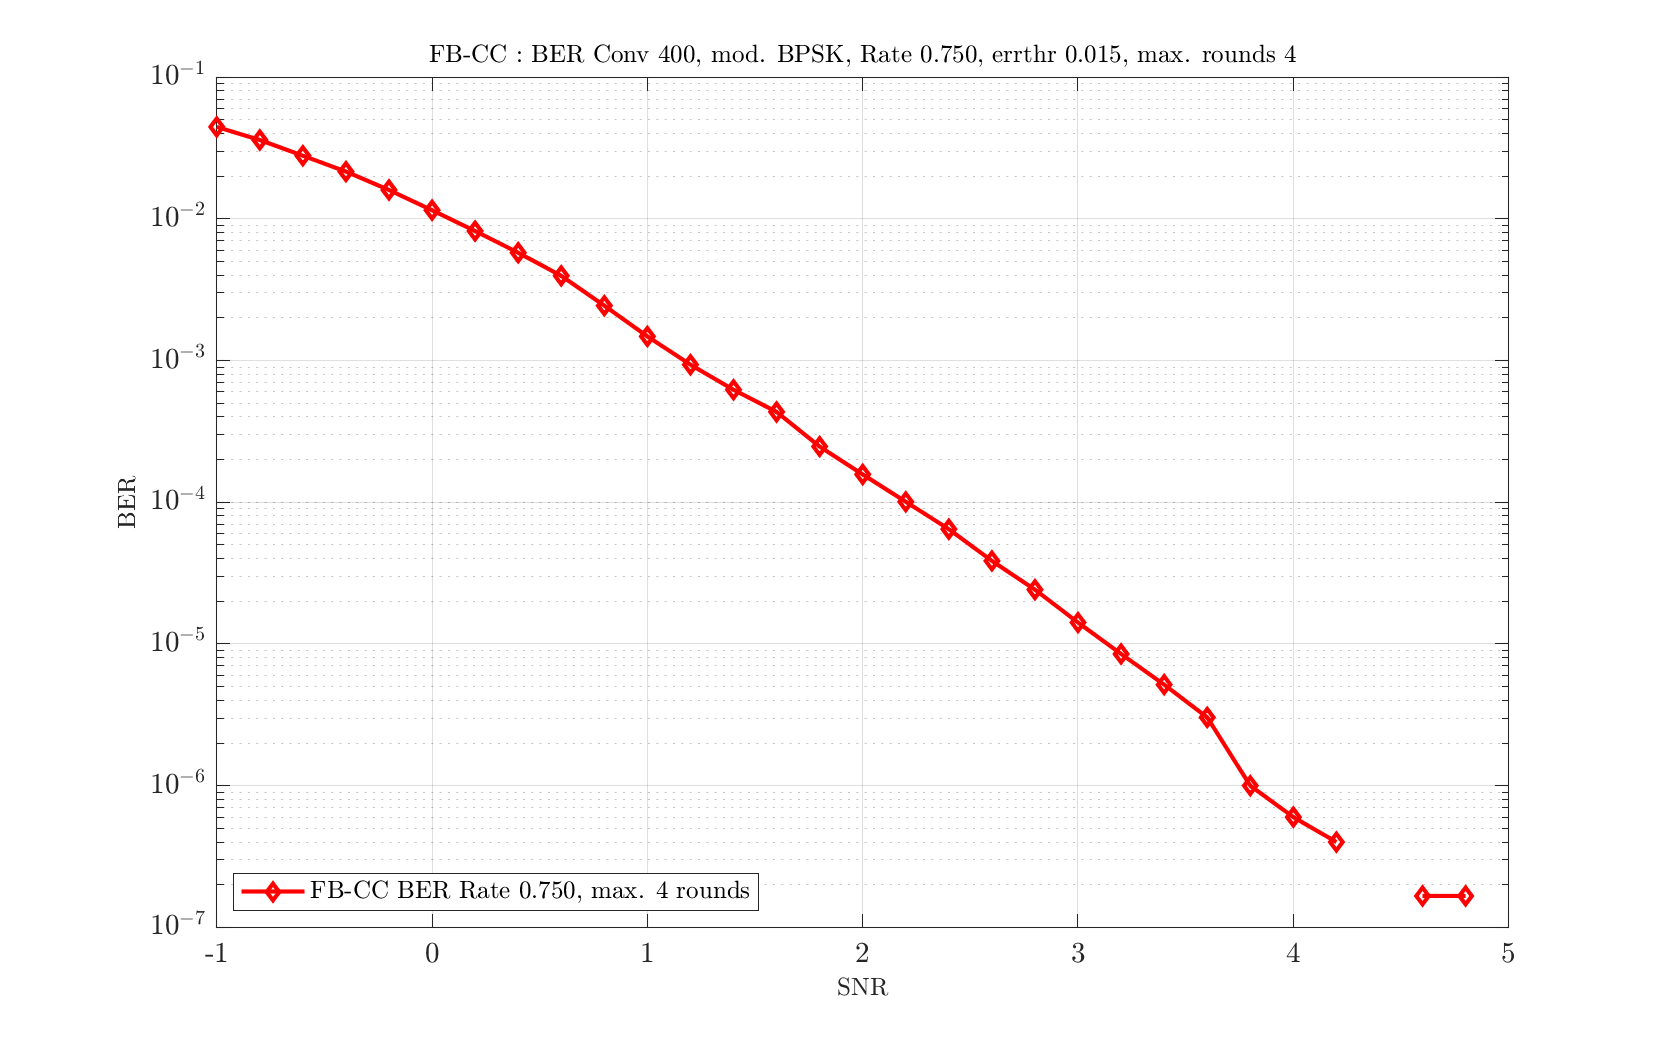 FB-CC : BER Conv 400, mod. BPSK, Rate 0.750, errthr 0.015, max. rounds 4
10^{-1}
10^{-2}
10^{-3}
10^{-4}
10^{-5}
10^{-6}
10^{-7}
BER
FB-CC BER Rate 0.750, max. 4 rounds
-1 0 1 2 3 4 5
SNR